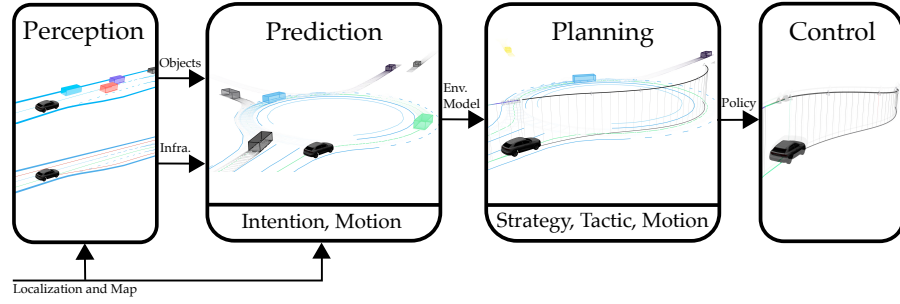 Perception
Prediction
Planning
Control
Objects
Infra.
Env.
Model
Policy
Intention, Motion
Strategy, Tactic, Motion
Localization and Map